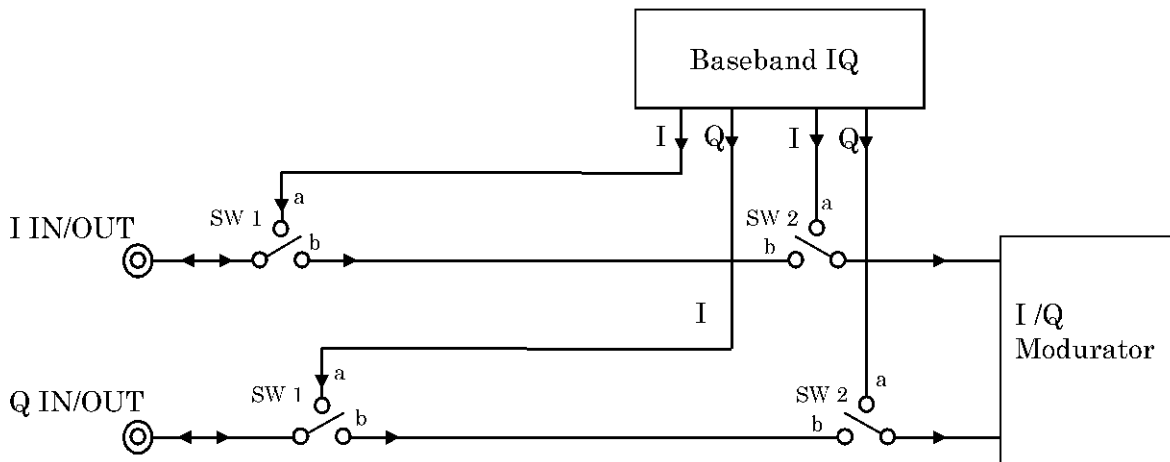 Baseband IQ
I Q I Q
a
SW 1
b
I IN/OUT
a
SW 2
b
I
I /Q
Modurator
a
SW 1
b
Q IN/OUT
a
SW 2
b